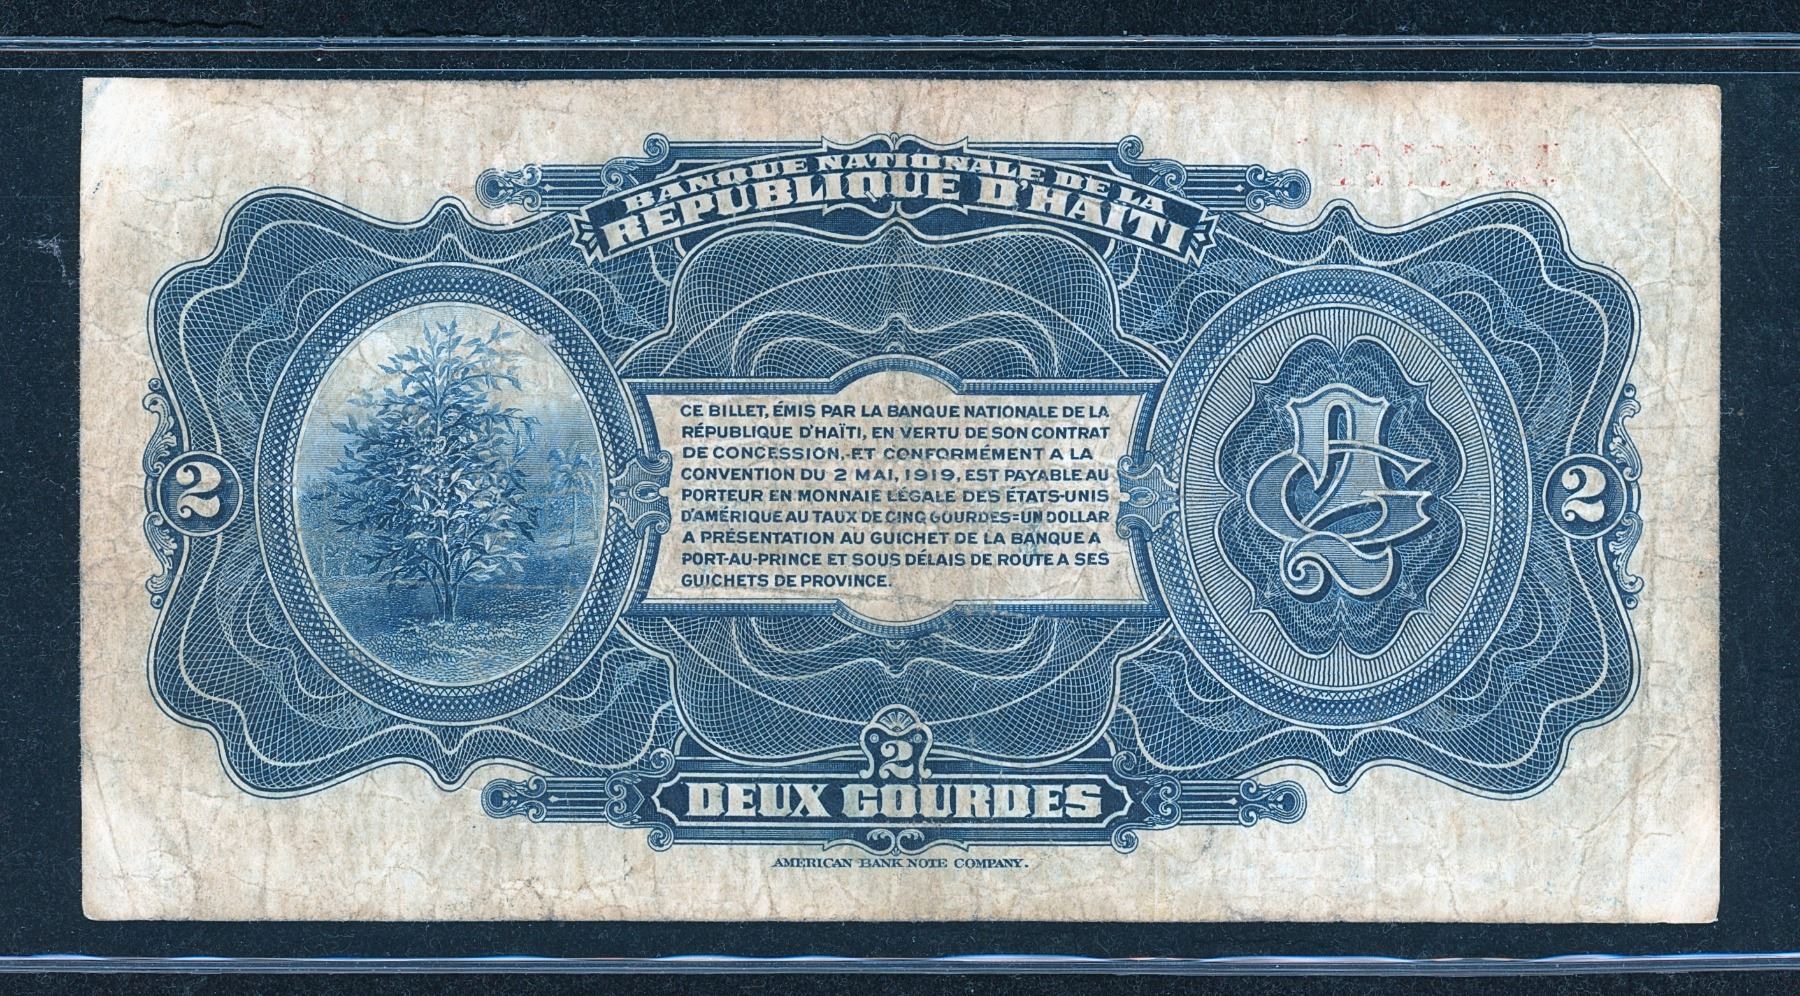 BANQUE NATIONALE DE LA
RÉPUBLIQUE D'HAÏTI
CE BILLET, ÉMIS PAR LA BANQUE NATIONALE DE LA
RÉPUBLIQUE D'HAÏTI, EN VERTU DE SON CONTRAT
DE CONCESSION, ET CONFORMÉMENT A LA
CONVENTION DU 2 MAI, 1919, EST PAYABLE AU
PORTEUR EN MONNAIE LÉGALE DES ÉTATS-UNIS
D'AMÉRIQUE AU TAUX DE CINQ GOURDES=UN DOLLAR
A PRÉSENTATION AU GUICHET DE LA BANQUE A
PORT-AU-PRINCE ET SOUS DÉLAIS DE ROUTE A SES
GUICHETS DE PROVINCE.
2
2
2
DEUX GOURDES
AMERICAN BANK NOTE COMPANY.